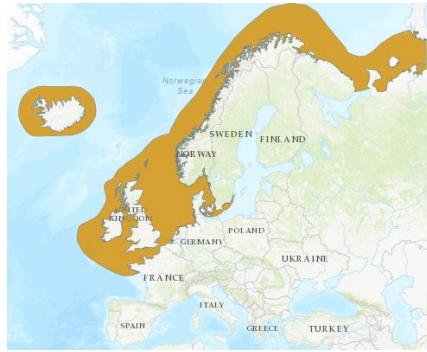 Norwegian
Sea
SWEDEN
FINLAND
NORWAY
UNITED
KINGDOM
POLAND
GERMANY
UKRAINE
FRANCE
ITALY
SPAIN
GREECE
TURKEY